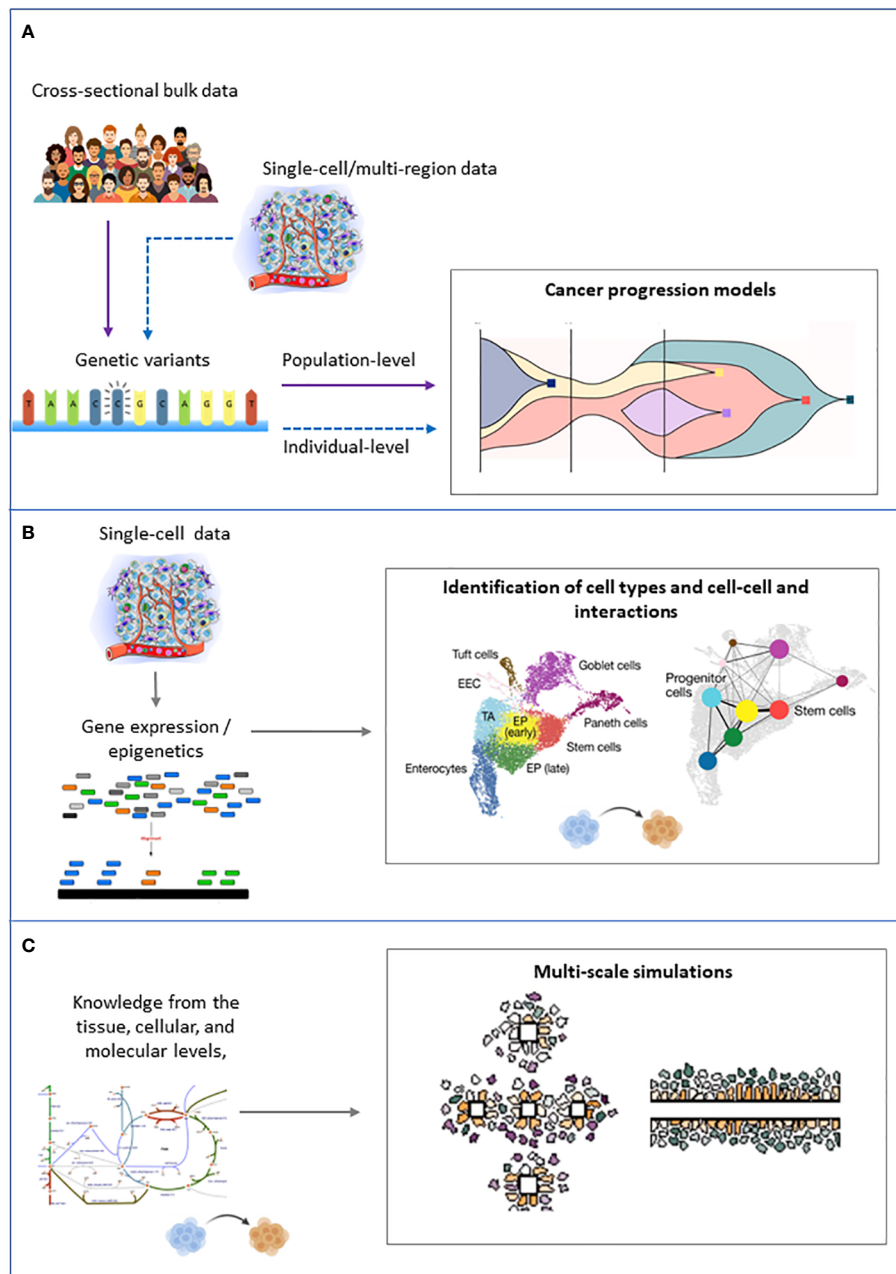 A
Cross-sectional bulk data
Single-cell/multi-region data
Genetic variants
Population-level
T A A C C G C A G G T
Individual-level
Cancer progression models
B
Single-cell data
Gene expression /
epigenetics
Alignment
Identification of cell types and cell-cell and
interactions
Tuft cells
Goblet cells
EEC
Paneth cells
TA
EP
(early)
Stem cells
Enterocytes
EP (late)
Progenitor
cells
Stem cells
C
Knowledge from the
tissue, cellular, and
molecular levels,
Multi-scale simulations